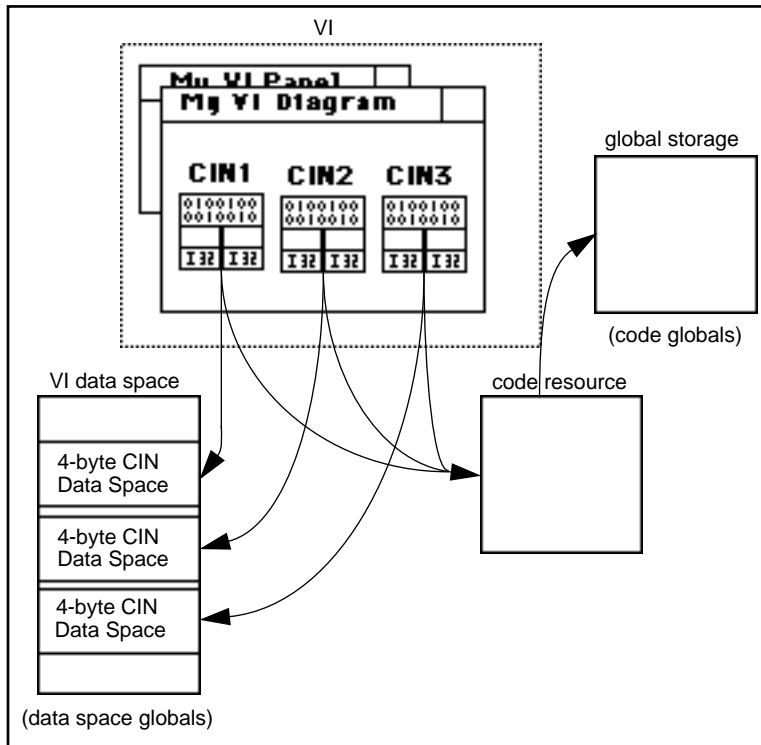 VI
My VI Panel
My VI Diagram
CIN1
CIN2
CIN3
0100100
0010010
0100100
0010010
0100100
0010010
I32 I32
I32 I32
I32 I32
global storage
(code globals)
VI data space
code resource
4-byte CIN
Data Space
4-byte CIN
Data Space
4-byte CIN
Data Space
(data space globals)